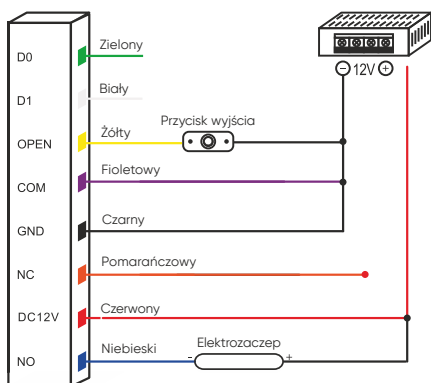 D0
Zielony
D1
Biały
OPEN
Żółty
Przycisk wyjścia
COM
Fioletowy
GND
Czarny
NC
Pomarańczowy
DC12V
Czerwony
NO
Niebieski
- Elektrozaczep +
- 12V +